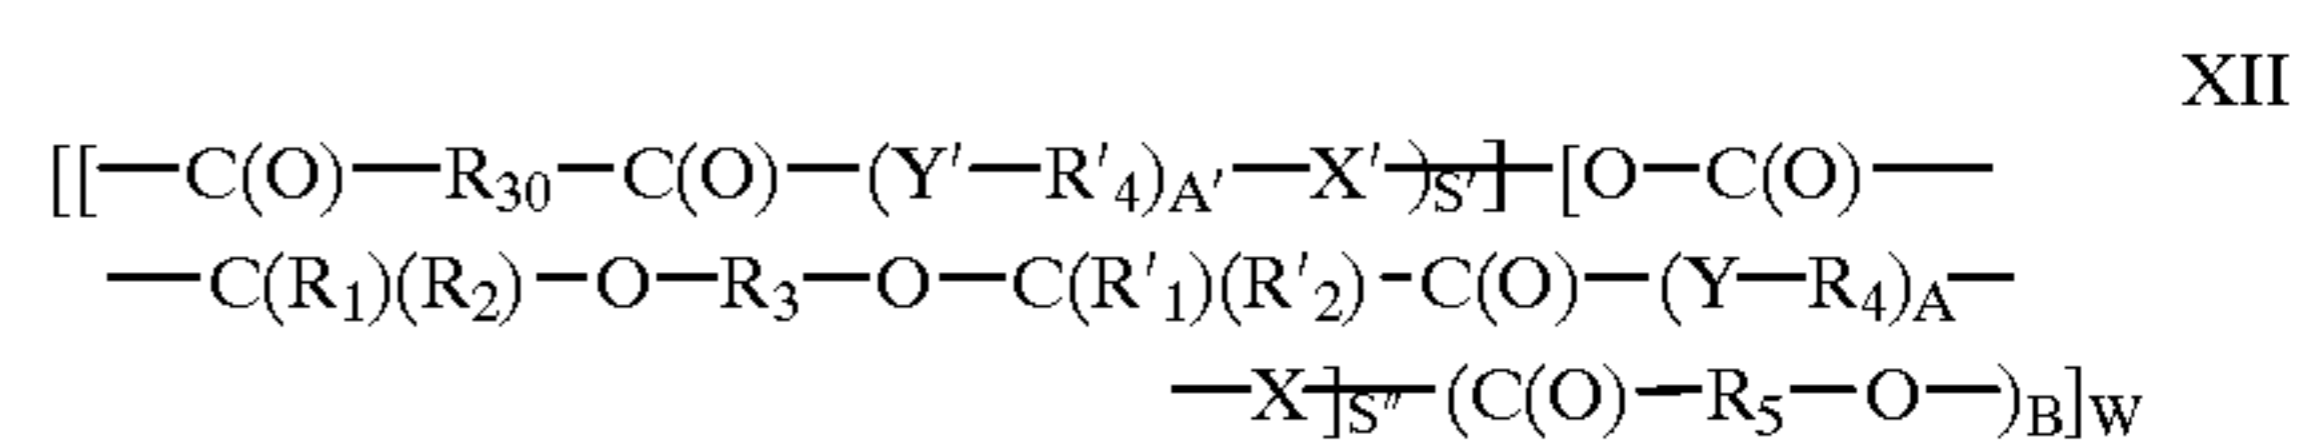 XII
[[—C(O)—R₃₀—C(O)—(Y′—R′₄)A′—X′—)S′]—[O—C(O)—
—C(R₁)(R₂)—O—R₃—O—C(R′₁)(R′₂)-C(O)—(Y—R₄)A—
—X—]S″—(C(O)—R₅—O—)B]W